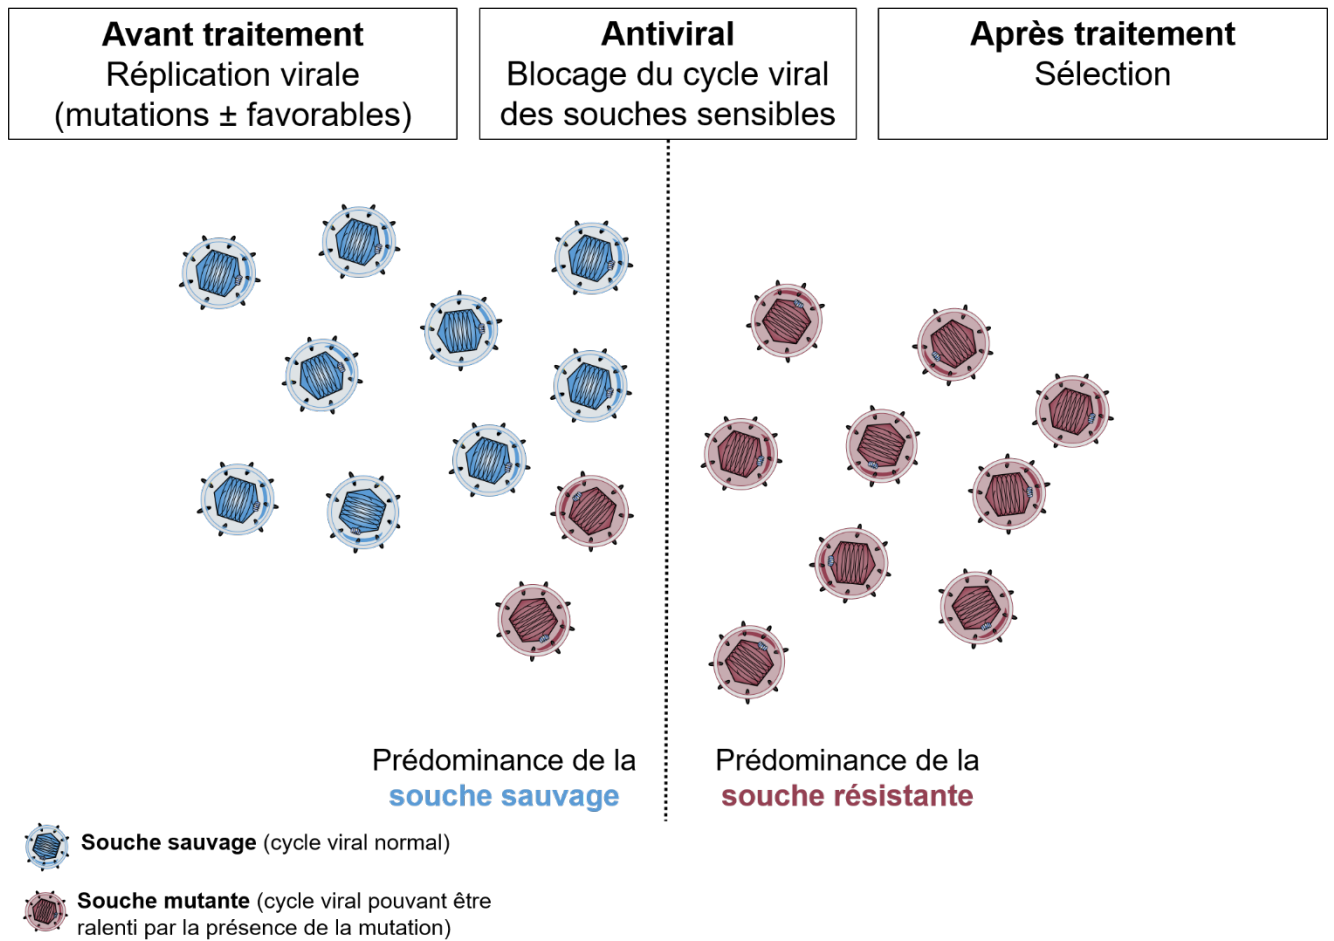 Avant traitement
Réplication virale
(mutations ± favorables)
Antiviral
Blocage du cycle viral
des souches sensibles
Après traitement
Sélection
Prédominance de la
souche sauvage
Prédominance de la
souche résistante
Souche sauvage (cycle viral normal)
Souche mutante (cycle viral pouvant être
ralenti par la présence de la mutation)